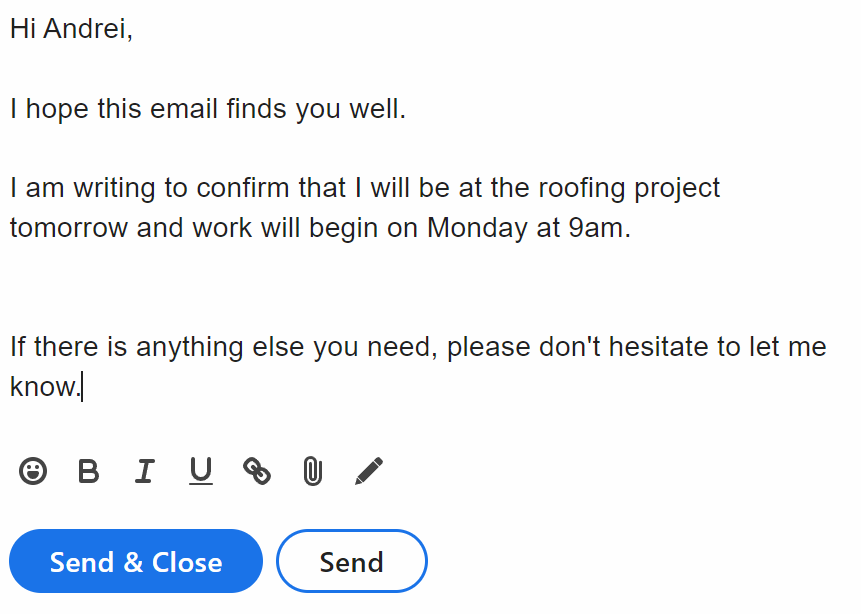 Hi Andrei,
I hope this email finds you well.
I am writing to confirm that I will be at the roofing project
tomorrow and work will begin on Monday at 9am.
If there is anything else you need, please don't hesitate to let me
know.
B I U
Send & Close
Send